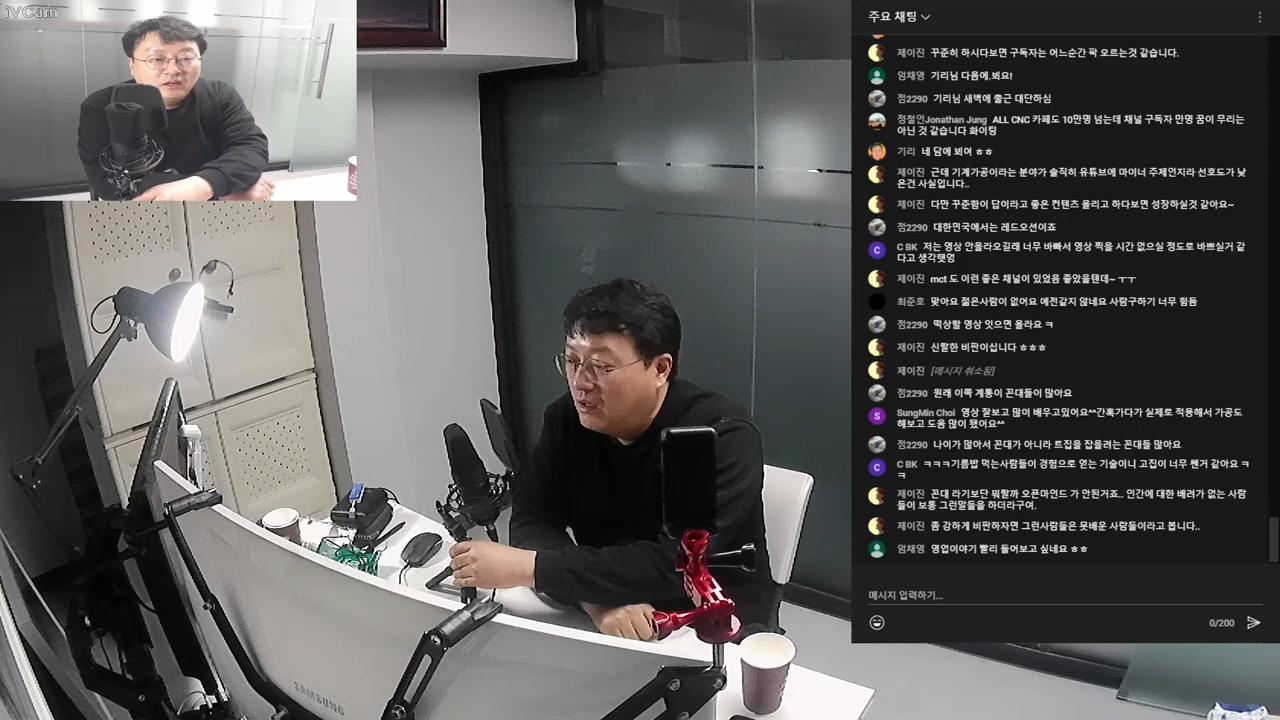 iVCam
주요 채팅
제이진 꾸준히 하시다보면 구독자는 어느순간 팍 오르는것 같습니다.
임채영 기리님 다음에.뵈요!
점2290 기리님 새벽에 출근 대단하심
정철인Jonathan Jung ALL CNC 카페도 10만명 넘는데 채널 구독자 만명 꿈이 우리는
아닌 것 같습니다 화이팅
기리 네 담에 뵈여 ㅎㅎ
제이진 근데 기계가공이라는 분야가 솔직히 유튜브에 마이너 주제인지라 선호도가 낮
은건 사실입니다..
제이진 다만 꾸준함이 답이라고 좋은 컨텐츠 올리고 하다보면 성장하실것 같아요~
점2290 대한민국에서는 레드오션이죠
C BK 저는 영상 안올라오길래 너무 바빠서 영상 찍을 시간 없으실 정도로 바쁘실거 같
다고 생각햇엉
제이진 mct 도 이런 좋은 채널이 있었음 좋았을텐데~ ㅜㅜ
최준호 맞아요 젊은사람이 없어요 예전같지 않네요 사람구하기 너무 힘듬
점2290 떡상할 영상 잇으면 올라요 ㅋ
제이진 신랄한 비판이십니다 ㅎㅎㅎ
제이진 [메시지 취소됨]
점2290 원레 이쪽 계통이 꼰대들이 많아요
SungMin Choi 영상 잘보고 많이 배우고있어요^^간혹가다가 실제로 적용해서 가공도
해보고 도움 많이 됐어요^^
점2290 나이가 많아서 꼰대가 아니라 트집을 잡을려는 꼰대들 많아요
C BK ㅋㅋㅋ기름밥 먹는사람들이 경험으로 얻는 기술이니 고집이 너무 쎈거 같아요 ㅋ
ㅋ
제이진 꼰대 라기보단 뭐랄까 오픈마인드 가 안된거죠.. 인간에 대한 배려가 없는 사람
들이 보통 그런말들을 하더라구여.
제이진 좀 강하게 비판하자면 그런사람들은 못배운 사람들이라고 봅니다..
임채영 영업이야기 빨리 들어보고 싶네요 ㅎㅎ
메시지 입력하기...
0/200
SAMSUNG